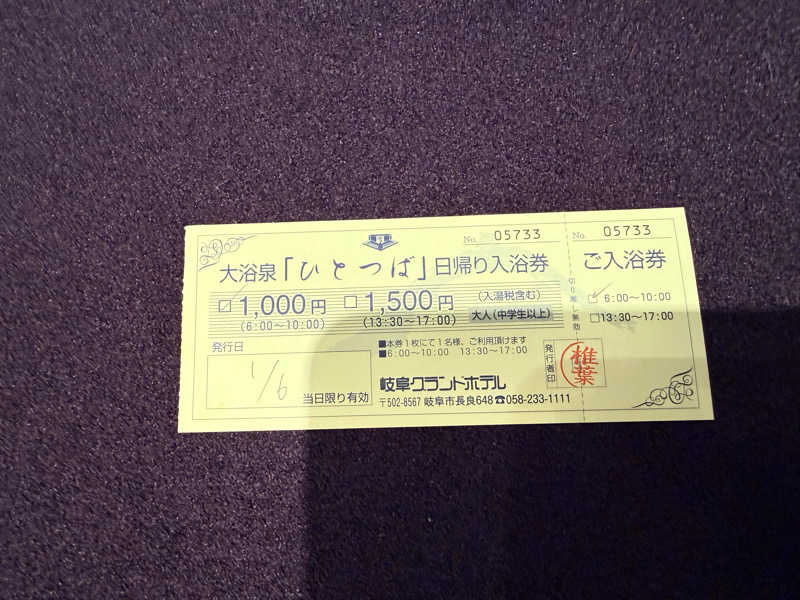 No. 05733
大浴泉「ひとつば」日帰り入浴券
☑1,000円 □1,500円 (入湯税含む)
(6:00〜10:00) (13:30〜17:00) 大人(中学生以上)
発行日
1/6
当日限り有効
■本券1枚にて1名様、ご利用頂けます
■6:00〜10:00 13:30〜17:00
岐阜グランドホテル
〒502-8567 岐阜市長良648☎058-233-1111
切り離し無効
No. 05733
ご入浴券
☑ 6:00〜10:00
□13:30〜17:00
発行者印
椎葉